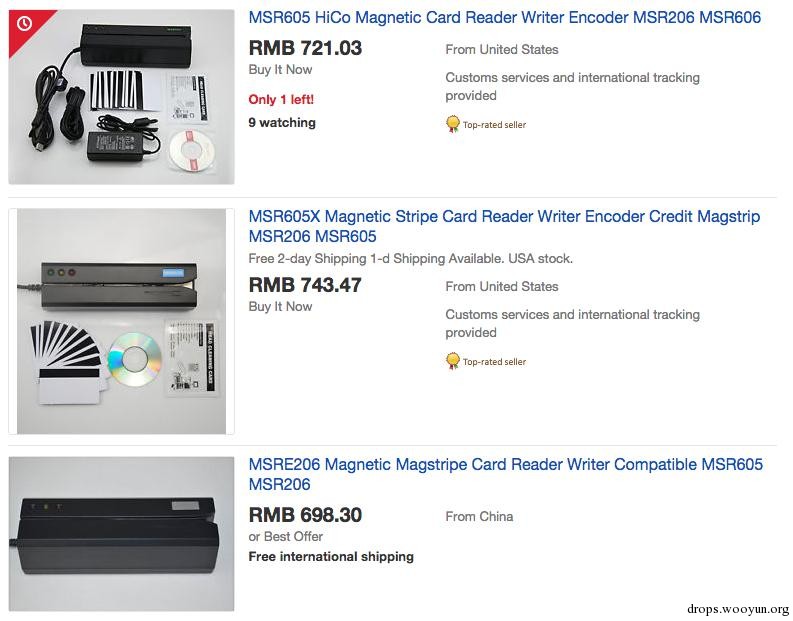 MSR605 HiCo Magnetic Card Reader Writer Encoder MSR206 MSR606
RMB 721.03
From United States
Buy It Now
Customs services and international tracking
provided
Only 1 left!
9 watching
Top-rated seller
MSR605X Magnetic Stripe Card Reader Writer Encoder Credit Magstrip
MSR206 MSR605
Free 2-day Shipping 1-d Shipping Available. USA stock.
RMB 743.47
From United States
Buy It Now
Customs services and international tracking
provided
Top-rated seller
HEAD CLEANING CARD
MSRE206 Magnetic Magstripe Card Reader Writer Compatible MSR605
MSR206
RMB 698.30
From China
or Best Offer
Free international shipping
drops.wooyun.org